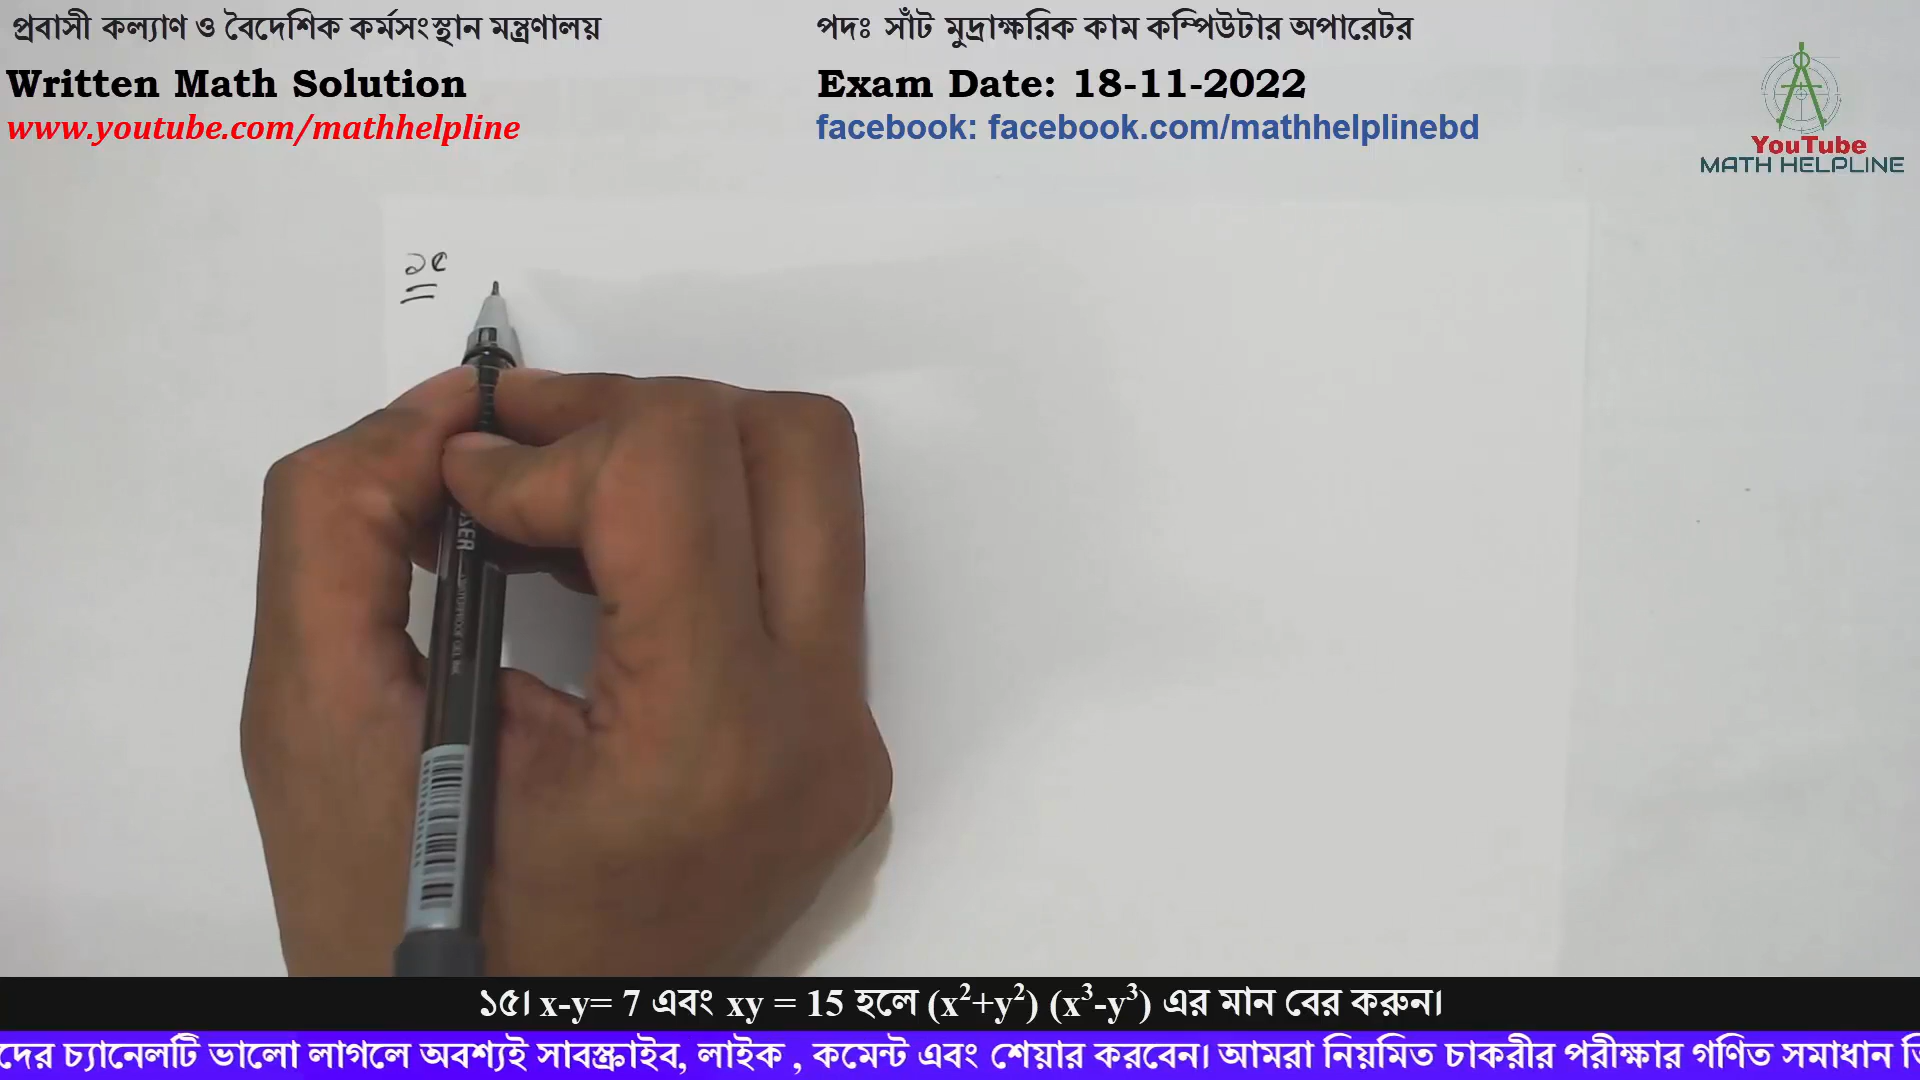 প্রবাসী কল্যাণ ও বৈদেশিক কর্মসংস্থান মন্ত্রণালয়
পদঃ সাঁট মুদ্রাক্ষরিক কাম কম্পিউটার অপারেটর
Written Math Solution
Exam Date: 18-11-2022
www.youtube.com/mathhelpline
facebook: facebook.com/mathhelplinebd
YouTube
MATH HELPLINE
১৫
১৫। x-y= 7 এবং xy = 15 হলে (x²+y²) (x³-y³) এর মান বের করুন।
দের চ্যানেলটি ভালো লাগলে অবশ্যই সাবস্ক্রাইব, লাইক , কমেন্ট এবং শেয়ার করবেন। আমরা নিয়মিত চাকরীর পরীক্ষার গণিত সমাধান